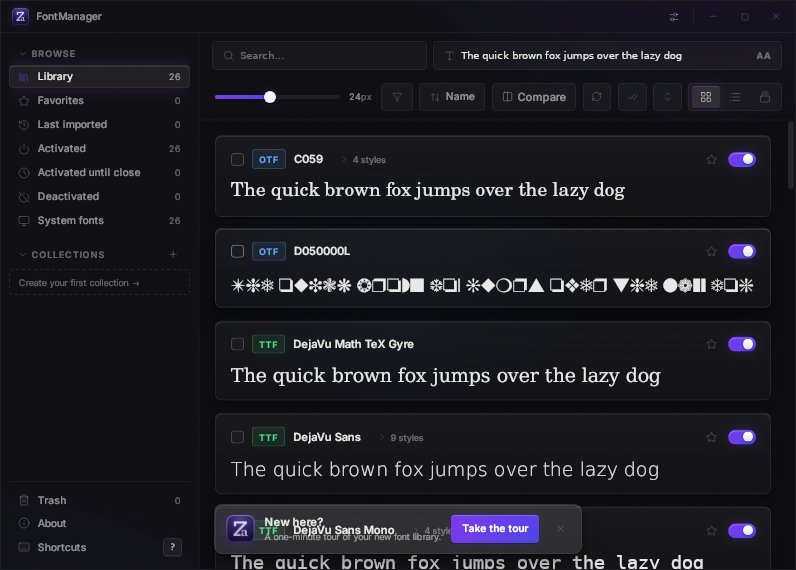 FontManager
BROWSE
Library 26
Favorites 0
Last imported 0
Activated 26
Activated until close 0
Deactivated 0
System fonts 26
COLLECTIONS +
Create your first collection →
Trash 0
About
Shortcuts ?
Search...
The quick brown fox jumps over the lazy dog AA
24px
Name
Compare
OTF C059 4 styles
The quick brown fox jumps over the lazy dog
OTF D050000L
TTF DejaVu Math TeX Gyre
The quick brown fox jumps over the lazy dog
TTF DejaVu Sans 9 styles
The quick brown fox jumps over the lazy dog
TTF DejaVu Sans Mono 4 styles
The quick brown fox jumps over the lazy dog
Za
New here?
A one-minute tour of your new font library.
Take the tour